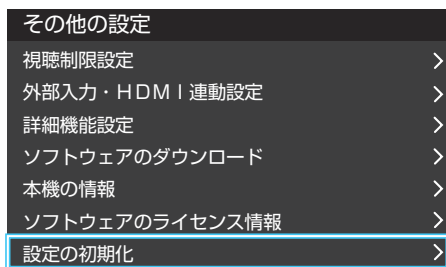 その他の設定
視聴制限設定
外部入力・ＨＤＭＩ連動設定
詳細機能設定
ソフトウェアのダウンロード
本機の情報
ソフトウェアのライセンス情報
設定の初期化